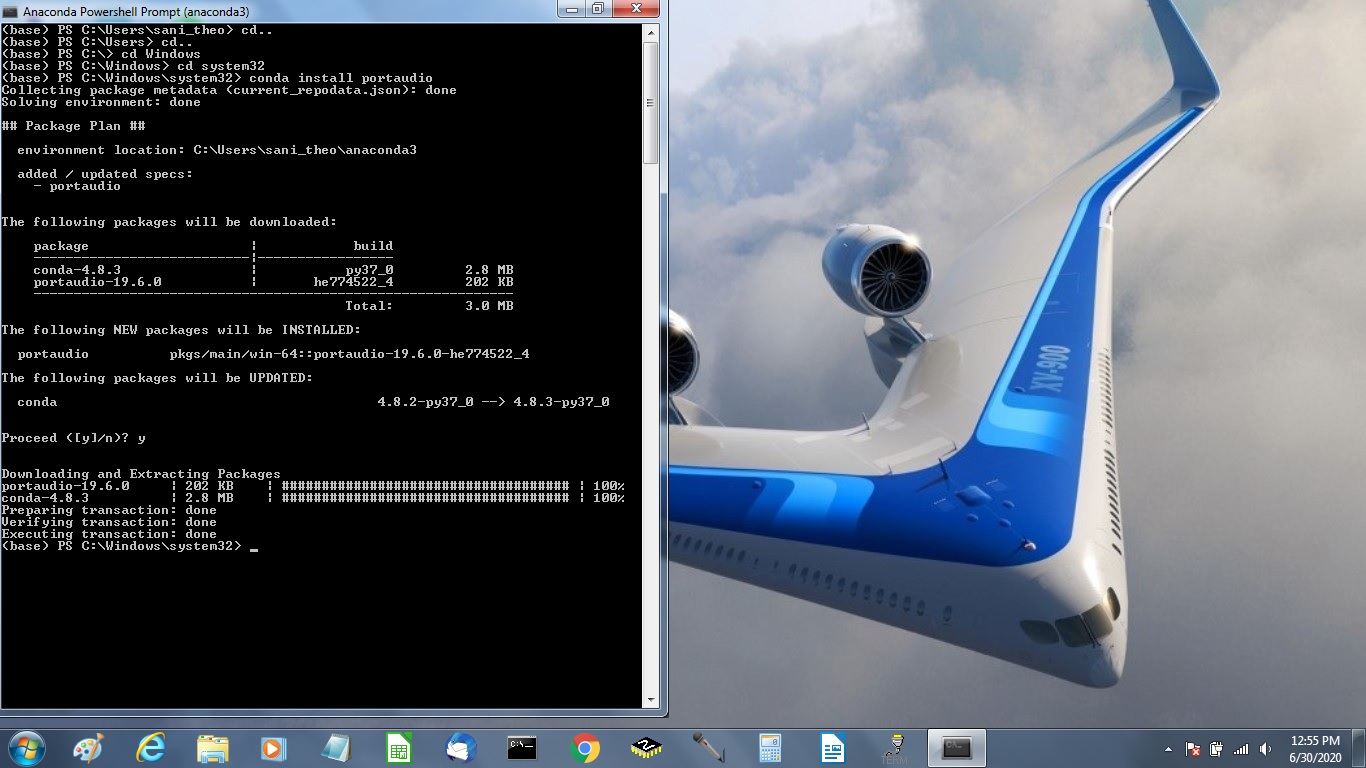 Anaconda Powershell Prompt (anaconda3)
(base) PS C:\Users\sani_theo> cd..
(base) PS C:\Users> cd..
(base) PS C:\> cd Windows
(base) PS C:\Windows> cd system32
(base) PS C:\Windows\system32> conda install portaudio
Collecting package metadata (current_repodata.json): done
Solving environment: done
## Package Plan ##
environment location: C:\Users\sani_theo\anaconda3
added / updated specs:
- portaudio
The following packages will be downloaded:
package | build
---------------------------|-----------------
conda-4.8.3 | py37_0 2.8 MB
portaudio-19.6.0 | he774522_4 202 KB
------------------------------------------------------------
Total: 3.0 MB
The following NEW packages will be INSTALLED:
portaudio pkgs/main/win-64::portaudio-19.6.0-he774522_4
The following packages will be UPDATED:
conda 4.8.2-py37_0 --> 4.8.3-py37_0
Proceed ([y]/n)? y
Downloading and Extracting Packages
portaudio-19.6.0 | 202 KB | #################################### | 100%
conda-4.8.3 | 2.8 MB | #################################### | 100%
Preparing transaction: done
Verifying transaction: done
Executing transaction: done
(base) PS C:\Windows\system32> _
XV-900
C:\_
TERM
C:\_
12:55 PM
6/30/2020